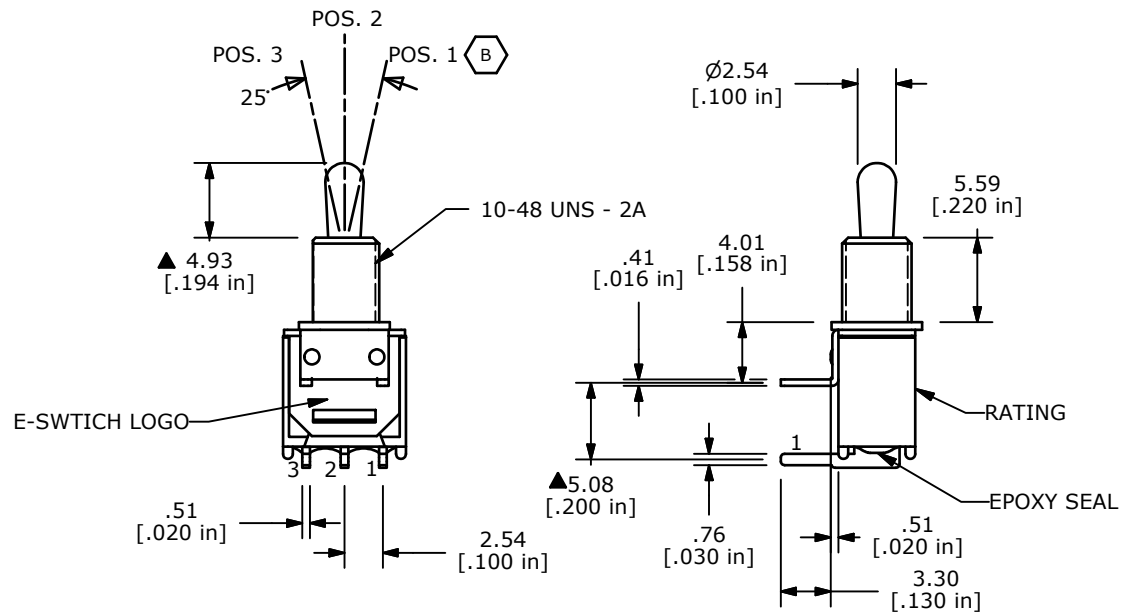 POS. 2
POS. 3
POS. 1
B
25°
10-48 UNS - 2A
▲ 4.93
[.194 in]
E-SWTICH LOGO
3 2 1
.51
[.020 in]
2.54
[.100 in]
Ø2.54
[.100 in]
5.59
[.220 in]
4.01
[.158 in]
.41
[.016 in]
RATING
1
▲5.08
[.200 in]
EPOXY SEAL
.76
[.030 in]
.51
[.020 in]
3.30
[.130 in]